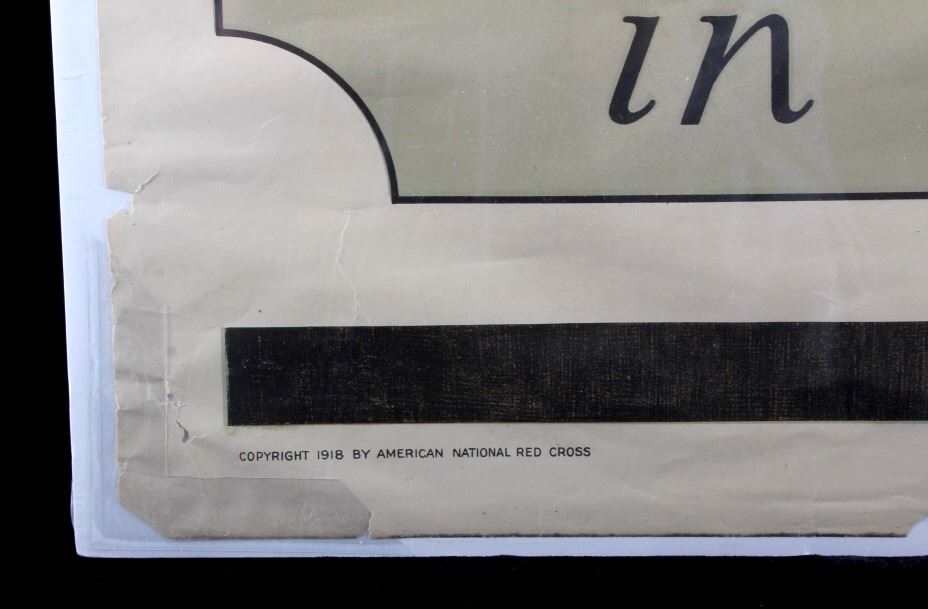 in
COPYRIGHT 1918 BY AMERICAN NATIONAL RED CROSS